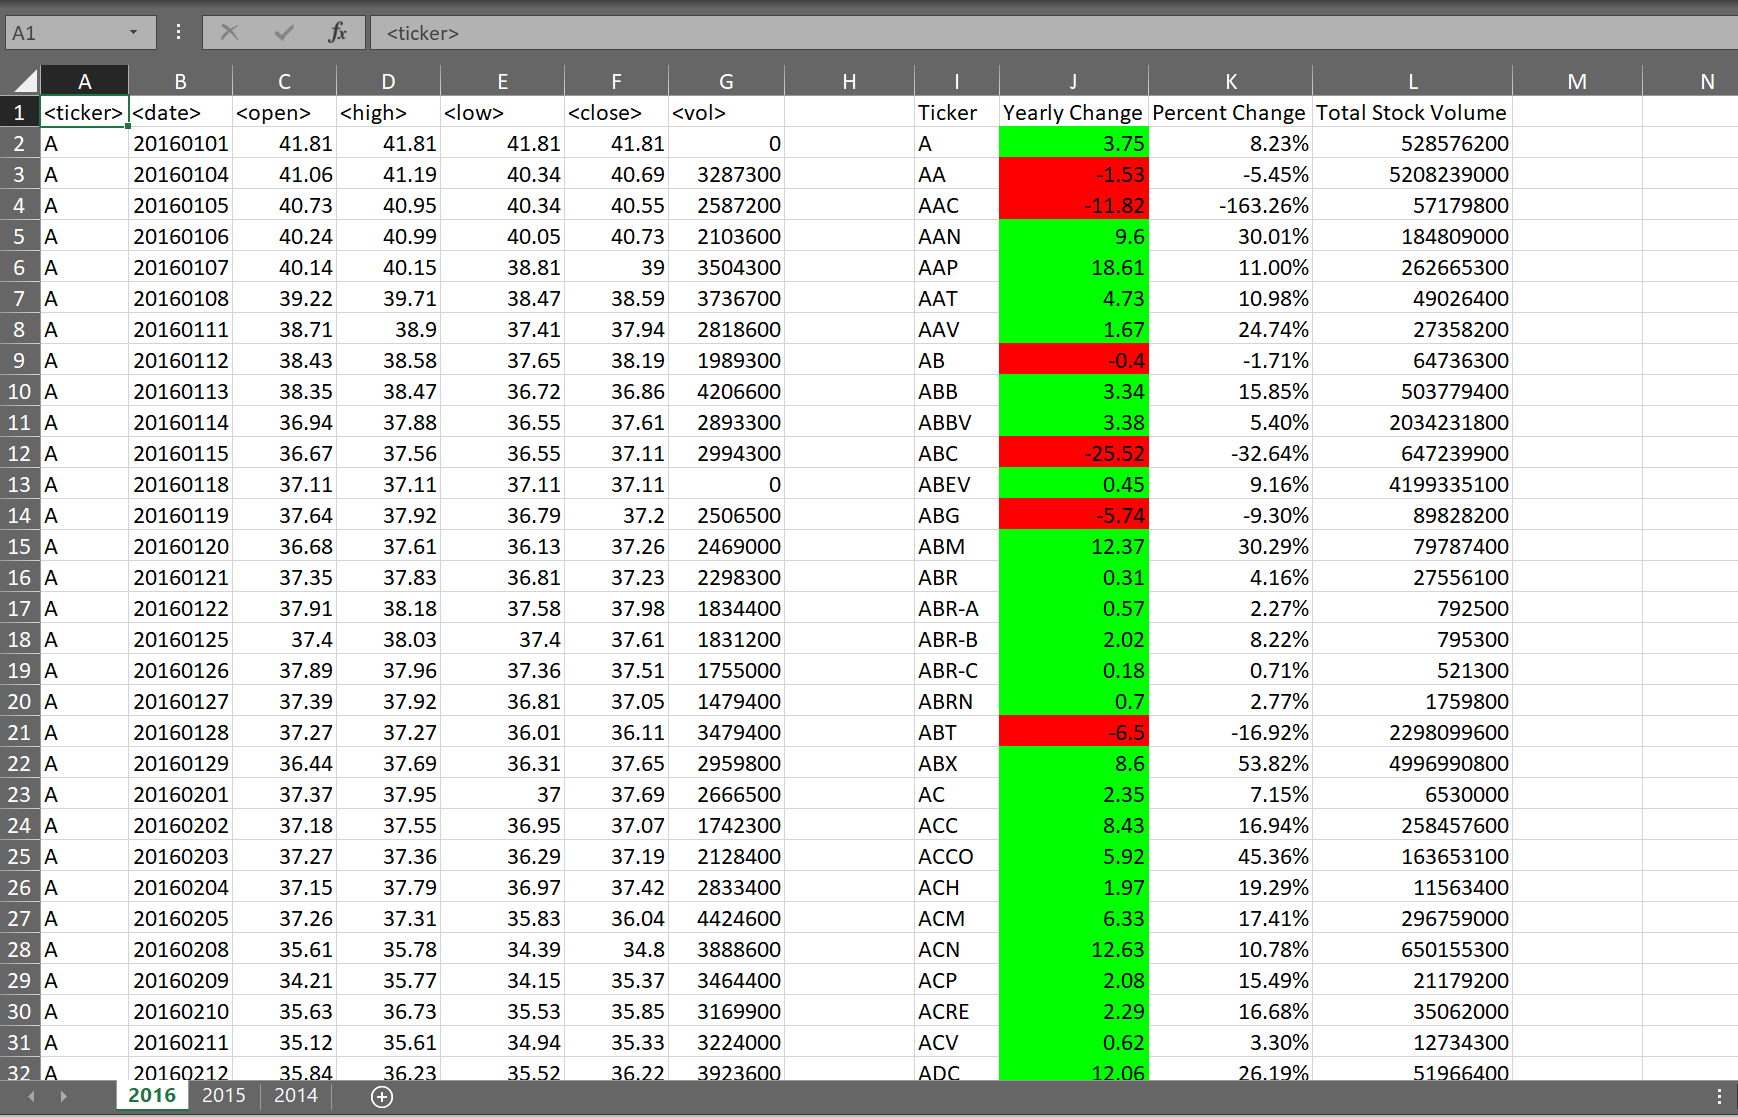 A1 fx <ticker>
A B C D E F G H I J K L M N
1 <ticker> <date> <open> <high> <low> <close> <vol> Ticker Yearly Change Percent Change Total Stock Volume
2 A 20160101 41.81 41.81 41.81 41.81 0 A 3.75 8.23% 528576200
3 A 20160104 41.06 41.19 40.34 40.69 3287300 AA -1.53 -5.45% 5208239000
4 A 20160105 40.73 40.95 40.34 40.55 2587200 AAC -11.82 -163.26% 57179800
5 A 20160106 40.24 40.99 40.05 40.73 2103600 AAN 9.6 30.01% 184809000
6 A 20160107 40.14 40.15 38.81 39 3504300 AAP 18.61 11.00% 262665300
7 A 20160108 39.22 39.71 38.47 38.59 3736700 AAT 4.73 10.98% 49026400
8 A 20160111 38.71 38.9 37.41 37.94 2818600 AAV 1.67 24.74% 27358200
9 A 20160112 38.43 38.58 37.65 38.19 1989300 AB -0.4 -1.71% 64736300
10 A 20160113 38.35 38.47 36.72 36.86 4206600 ABB 3.34 15.85% 503779400
11 A 20160114 36.94 37.88 36.55 37.61 2893300 ABBV 3.38 5.40% 2034231800
12 A 20160115 36.67 37.56 36.55 37.11 2994300 ABC -25.52 -32.64% 647239900
13 A 20160118 37.11 37.11 37.11 37.11 0 ABEV 0.45 9.16% 4199335100
14 A 20160119 37.64 37.92 36.79 37.2 2506500 ABG -5.74 -9.30% 89828200
15 A 20160120 36.68 37.61 36.13 37.26 2469000 ABM 12.37 30.29% 79787400
16 A 20160121 37.35 37.83 36.81 37.23 2298300 ABR 0.31 4.16% 27556100
17 A 20160122 37.91 38.18 37.58 37.98 1834400 ABR-A 0.57 2.27% 792500
18 A 20160125 37.4 38.03 37.4 37.61 1831200 ABR-B 2.02 8.22% 795300
19 A 20160126 37.89 37.96 37.36 37.51 1755000 ABR-C 0.18 0.71% 521300
20 A 20160127 37.39 37.92 36.81 37.05 1479400 ABRN 0.7 2.77% 1759800
21 A 20160128 37.27 37.27 36.01 36.11 3479400 ABT -6.5 -16.92% 2298099600
22 A 20160129 36.44 37.69 36.31 37.65 2959800 ABX 8.6 53.82% 4996990800
23 A 20160201 37.37 37.95 37 37.69 2666500 AC 2.35 7.15% 6530000
24 A 20160202 37.18 37.55 36.95 37.07 1742300 ACC 8.43 16.94% 258457600
25 A 20160203 37.27 37.36 36.29 37.19 2128400 ACCO 5.92 45.36% 163653100
26 A 20160204 37.15 37.79 36.97 37.42 2833400 ACH 1.97 19.29% 11563400
27 A 20160205 37.26 37.31 35.83 36.04 4424600 ACM 6.33 17.41% 296759000
28 A 20160208 35.61 35.78 34.39 34.8 3888600 ACN 12.63 10.78% 650155300
29 A 20160209 34.21 35.77 34.15 35.37 3464400 ACP 2.08 15.49% 21179200
30 A 20160210 35.63 36.73 35.53 35.85 3169900 ACRE 2.29 16.68% 35062000
31 A 20160211 35.12 35.61 34.94 35.33 3224000 ACV 0.62 3.30% 12734300
32 A 20160212 35.84 36.23 35.52 36.22 3923600 ADC 12.06 26.19% 51966400
2016 2015 2014